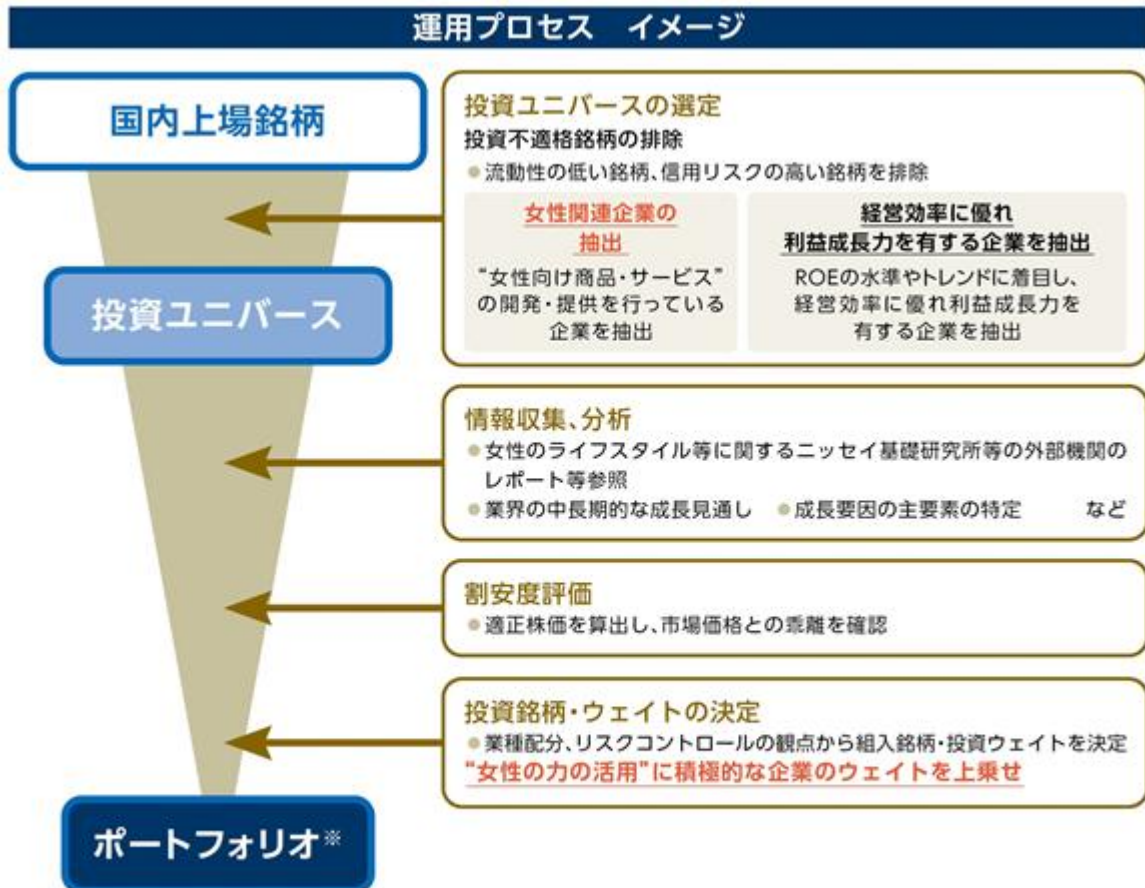 運用プロセス　イメージ
国内上場銘柄
投資ユニバースの選定
投資不適格銘柄の排除
●流動性の低い銘柄、信用リスクの高い銘柄を排除
女性関連企業の
抽出
“女性向け商品・サービス”
の開発・提供を行っている
企業を抽出
経営効率に優れ
利益成長力を有する企業を抽出
ROEの水準やトレンドに着目し、
経営効率に優れ利益成長力を
有する企業を抽出
投資ユニバース
情報収集、分析
●女性のライフスタイル等に関するニッセイ基礎研究所等の外部機関の
レポート等参照
●業界の中長期的な成長見通し　●成長要因の主要素の特定　など
割安度評価
●適正株価を算出し、市場価格との乖離を確認
投資銘柄・ウェイトの決定
●業種配分、リスクコントロールの観点から組入銘柄・投資ウェイトを決定
“女性の力の活用”に積極的な企業のウェイトを上乗せ
ポートフォリオ※